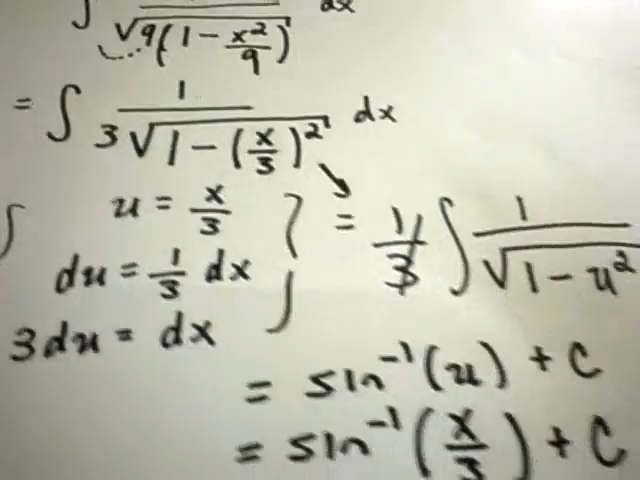 ∫ √9(1 - x²/9) dx
= ∫ 1 / 3√1 - (x/3)² dx
∫ u = x/3
= 1/3 ∫ 1 / √1 - u²
du = 1/3 dx
3du = dx
= sin⁻¹(u) + C
= sin⁻¹(x/3) + C